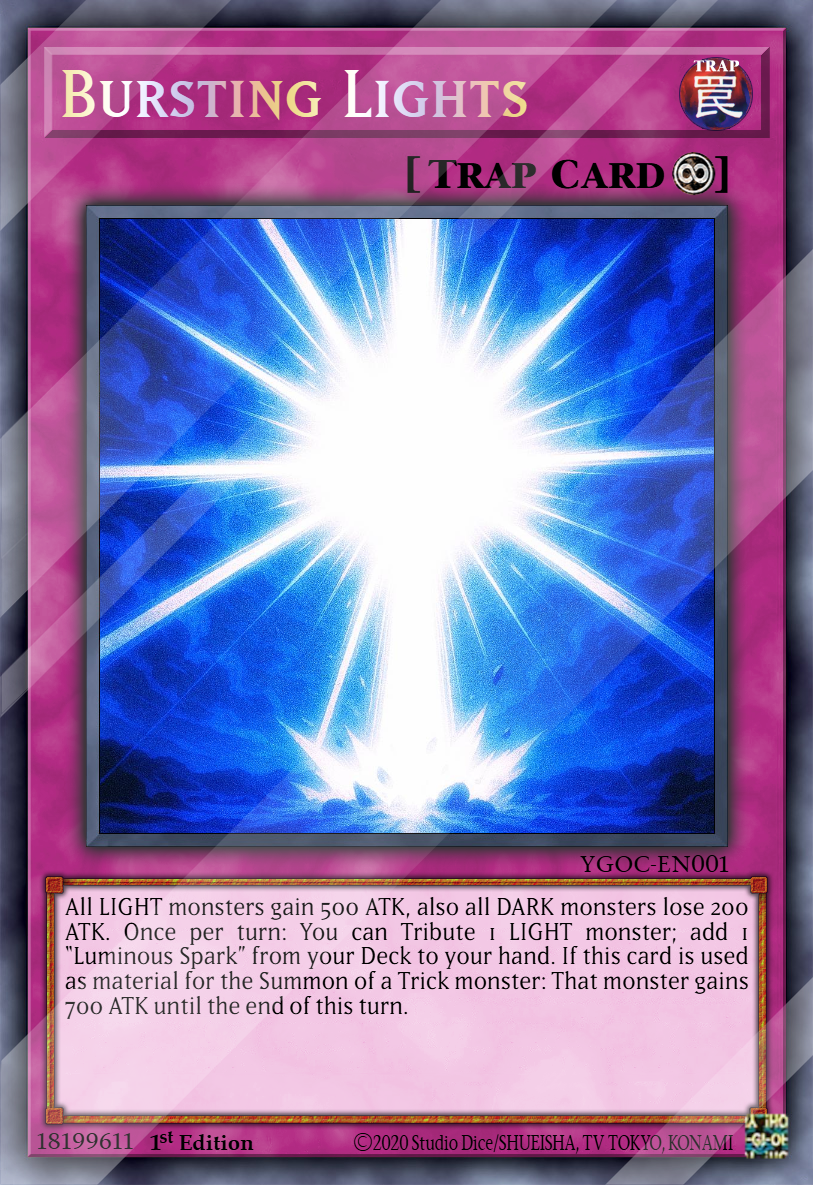 Bursting Lights
TRAP
罠
[Trap Card∞]
YGOC-EN001
All LIGHT monsters gain 500 ATK, also all DARK monsters lose 200
ATK. Once per turn: You can Tribute 1 LIGHT monster; add 1
"Luminous Spark" from your Deck to your hand. If this card is used
as material for the Summon of a Trick monster: That monster gains
700 ATK until the end of this turn.
18199611 1st Edition ©2020 Studio Dice/SHUEISHA, TV TOKYO, KONAMI